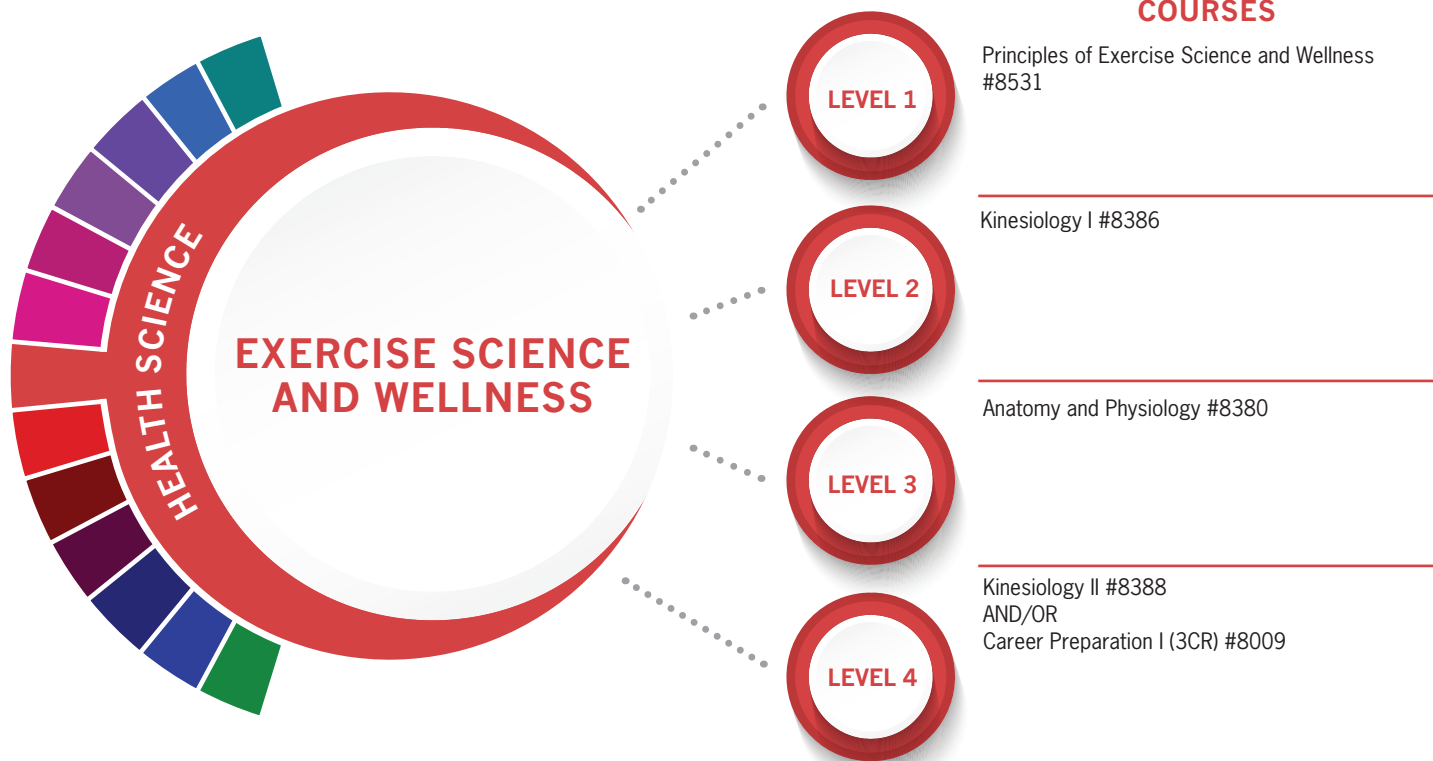 COURSES
HEALTH SCIENCE
EXERCISE SCIENCE
AND WELLNESS
LEVEL 1
Principles of Exercise Science and Wellness
#8531
LEVEL 2
Kinesiology I #8386
LEVEL 3
Anatomy and Physiology #8380
LEVEL 4
Kinesiology II #8388
AND/OR
Career Preparation I (3CR) #8009